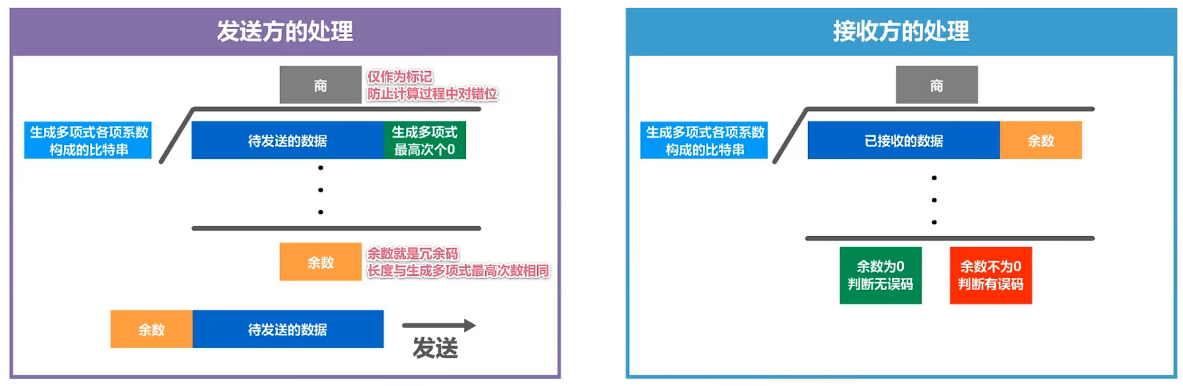 发送方的处理
商
仅作为标记
防止计算过程中对错位
生成多项式各项系数
构成的比特串
待发送的数据
生成多项式
最高次个0
余数
余数就是冗余码
长度与生成多项式最高次数相同
余数
待发送的数据
发送
接收方的处理
商
生成多项式各项系数
构成的比特串
已接收的数据
余数
余数为0
判断无误码
余数不为0
判断有误码